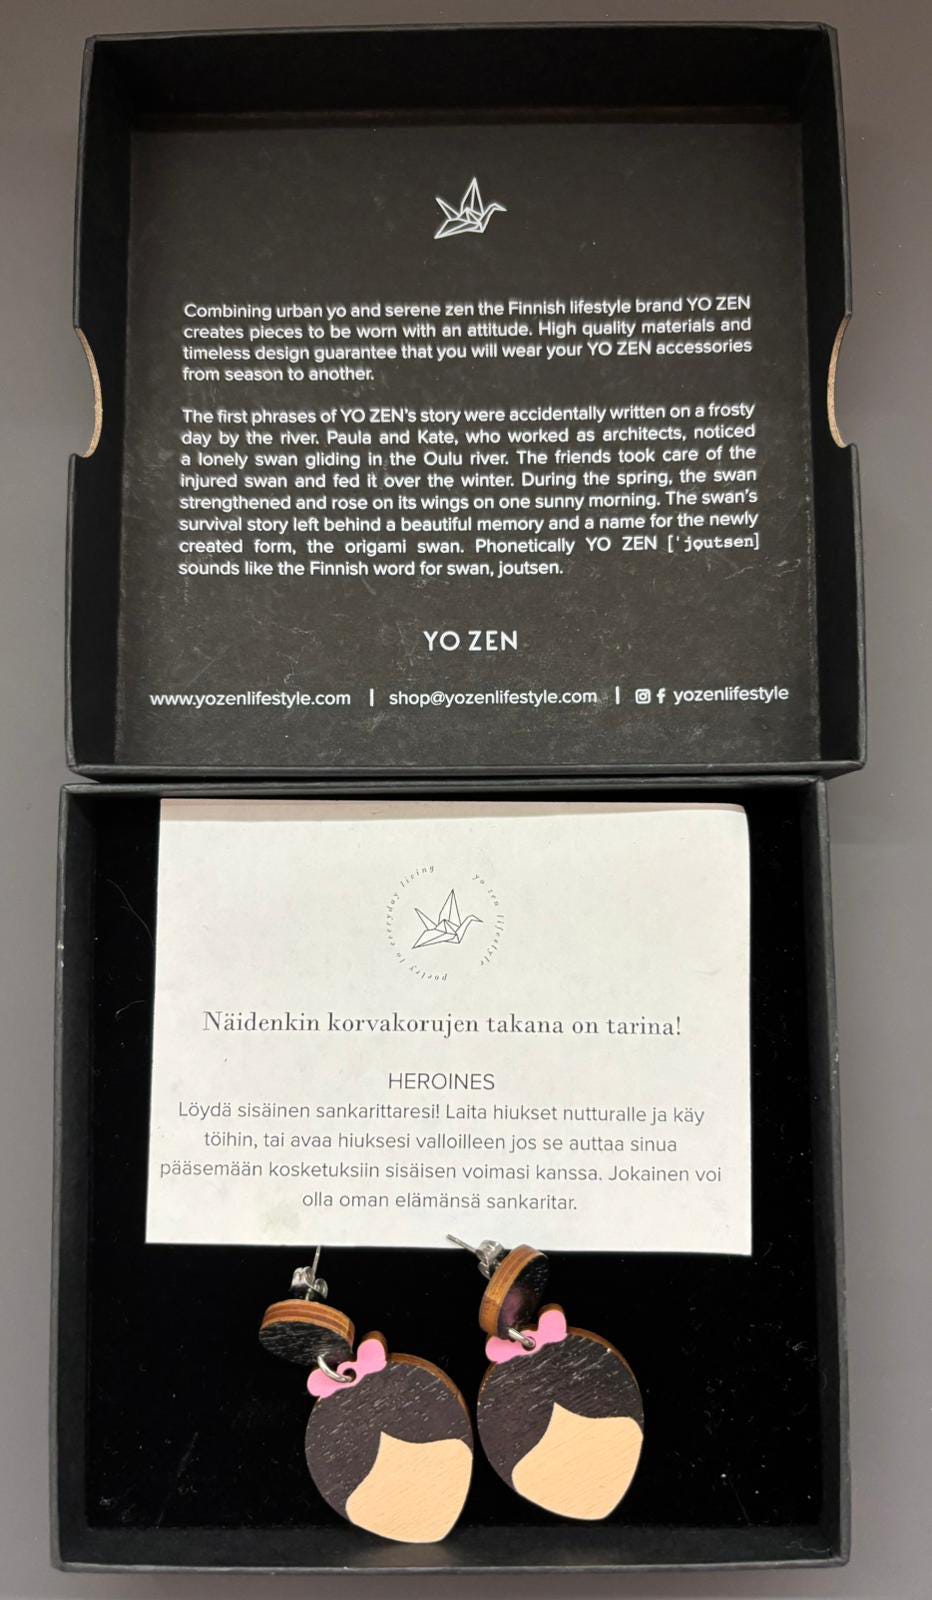 Combining urban yo and serene zen the Finnish lifestyle brand YO ZEN
creates pieces to be worn with an attitude. High quality materials and
timeless design guarantee that you will wear your YO ZEN accessories
from season to another.
The first phrases of YO ZEN's story were accidentally written on a frosty
day by the river. Paula and Kate, who worked as architects, noticed
a lonely swan gliding in the Oulu river. The friends took care of the
injured swan and fed it over the winter. During the spring, the swan
strengthened and rose on its wings on one sunny morning. The swan's
survival story left behind a beautiful memory and a name for the newly
created form, the origami swan. Phonetically YO ZEN ['jo̯utsen]
sounds like the Finnish word for swan, joutsen.
YO ZEN
www.yozenlifestyle.com | shop@yozenlifestyle.com | yozenlifestyle
yo zen lifestyle
poetry to everyday living
Näidenkin korvakorujen takana on tarina!
HEROINES
Löydä sisäinen sankarittaresi! Laita hiukset nutturalle ja käy
töihin, tai avaa hiuksesi valloilleen jos se auttaa sinua
pääsemään kosketuksiin sisäisen voimasi kanssa. Jokainen voi
olla oman elämänsä sankaritar.